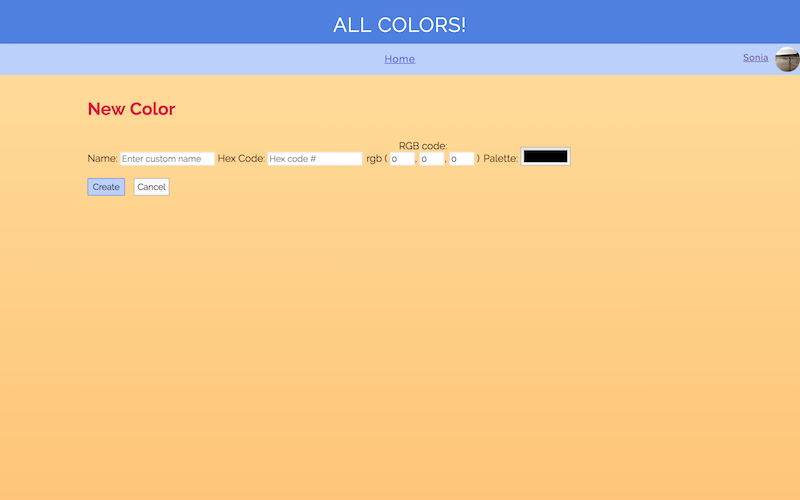 ALL COLORS!
Home
Sonia
New Color
RGB code:
Name: Enter custom name Hex Code: Hex code # rgb ( 0 , 0 , 0 ) Palette:
Create Cancel